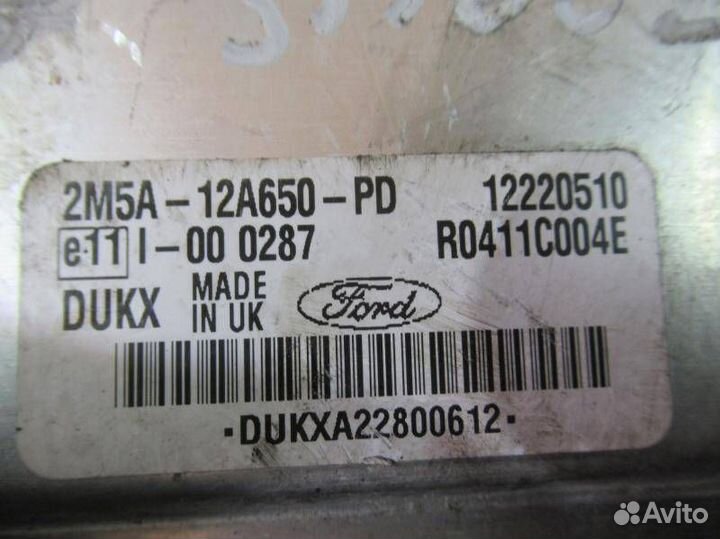 2M5A-12A650-PD 12220510
e11 I-00 0287 R0411C004E
DUKX MADE IN UK Ford
·DUKXA22800612·
Avito